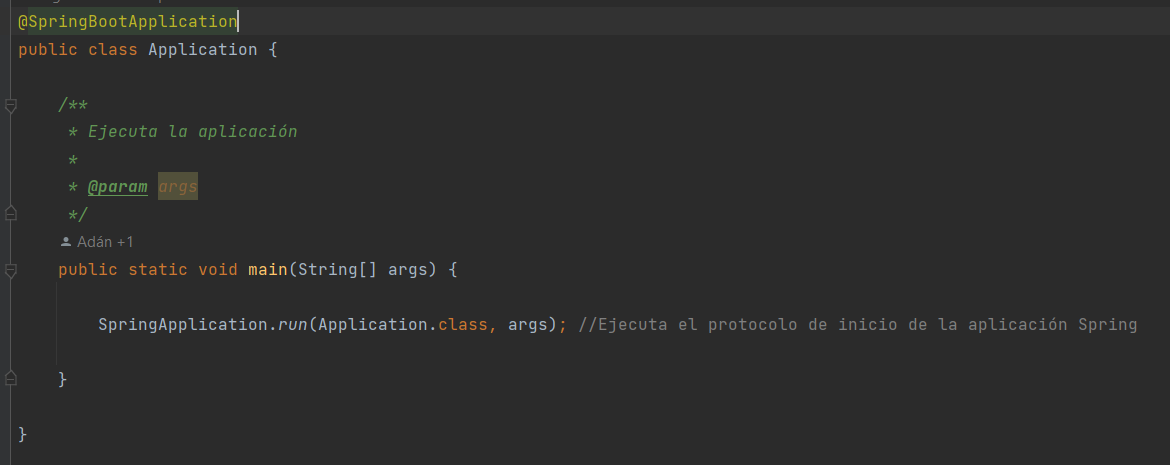 @SpringBootApplication
public class Application {
/**
* Ejecuta la aplicación
*
* @param args
*/
Adán +1
public static void main(String[] args) {
SpringApplication.run(Application.class, args); //Ejecuta el protocolo de inicio de la aplicación Spring
}
}